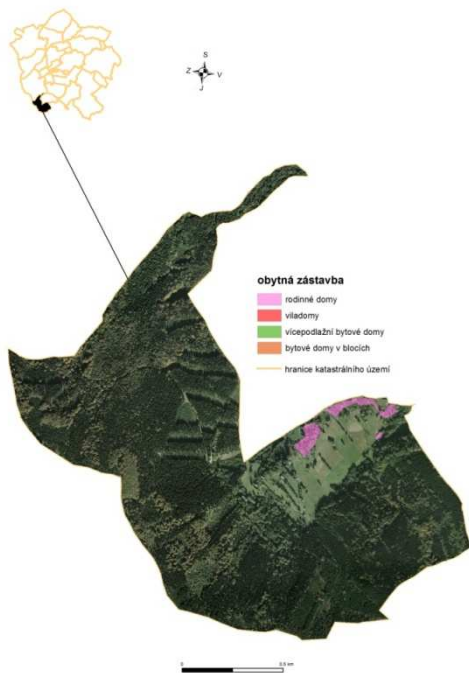 S
Z V
J
obytná zástavba
rodinné domy
viladomy
vícepodlažní bytové domy
bytové domy v blocích
hranice katastrálního území
0 0,5 km